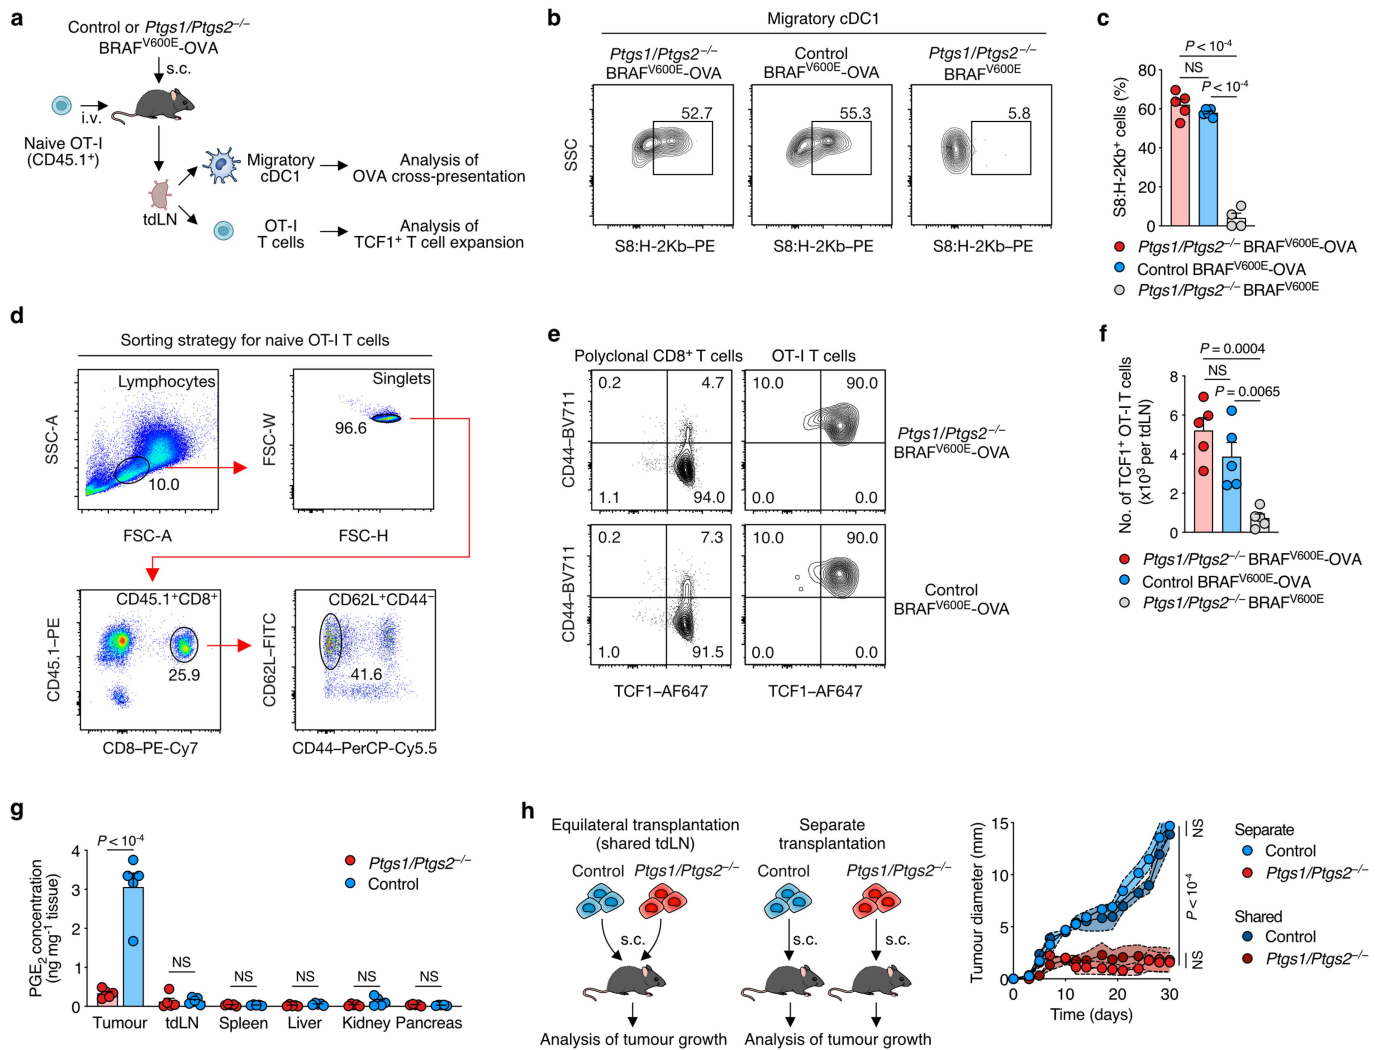 a
Control or Ptgs1/Ptgs2–/–
BRAFV600E-OVA
s.c.
i.v.
Naive OT-I
(CD45.1+)
tdLN
Migratory
cDC1
Analysis of
OVA cross-presentation
OT-I
T cells
Analysis of
TCF1+ T cell expansion
b
Migratory cDC1
Ptgs1/Ptgs2–/–
BRAFV600E-OVA
Control
BRAFV600E-OVA
Ptgs1/Ptgs2–/–
BRAFV600E
52.7
55.3
5.8
SSC
S8:H-2Kb–PE
S8:H-2Kb–PE
S8:H-2Kb–PE
c
P < 10-4
NS
P < 10-4
80
60
40
20
0
S8:H-2Kb+ cells (%)
Ptgs1/Ptgs2–/– BRAFV600E-OVA
Control BRAFV600E-OVA
Ptgs1/Ptgs2–/– BRAFV600E
d
Sorting strategy for naive OT-I T cells
Lymphocytes
10.0
SSC-A
FSC-A
Singlets
96.6
FSC-W
FSC-H
CD45.1+CD8+
25.9
CD45.1–PE
CD8–PE-Cy7
CD62L+CD44–
41.6
CD62L–FITC
CD44–PerCP-Cy5.5
e
Polyclonal CD8+ T cells
OT-I T cells
0.2
4.7
1.1
94.0
10.0
90.0
0.0
0.0
CD44–BV711
Ptgs1/Ptgs2–/–
BRAFV600E-OVA
0.2
7.3
1.0
91.5
10.0
90.0
0.0
0.0
CD44–BV711
Control
BRAFV600E-OVA
TCF1–AF647
TCF1–AF647
f
P = 0.0004
NS
P = 0.0065
8
6
4
2
0
No. of TCF1+ OT-I T cells
(x103 per tdLN)
Ptgs1/Ptgs2–/– BRAFV600E-OVA
Control BRAFV600E-OVA
Ptgs1/Ptgs2–/– BRAFV600E
g
P < 10-4
4
3
2
1
0
PGE2 concentration
(ng mg-1 tissue)
NS
NS
NS
NS
NS
Tumour
tdLN
Spleen
Liver
Kidney
Pancreas
Ptgs1/Ptgs2–/–
Control
h
Equilateral transplantation
(shared tdLN)
Control
Ptgs1/Ptgs2–/–
s.c.
Analysis of tumour growth
Separate
transplantation
Control
Ptgs1/Ptgs2–/–
s.c.
s.c.
Analysis of tumour growth
15
10
5
0
Tumour diameter (mm)
0
10
20
30
Time (days)
NS
P < 10-4
NS
Separate
Control
Ptgs1/Ptgs2–/–
Shared
Control
Ptgs1/Ptgs2–/–